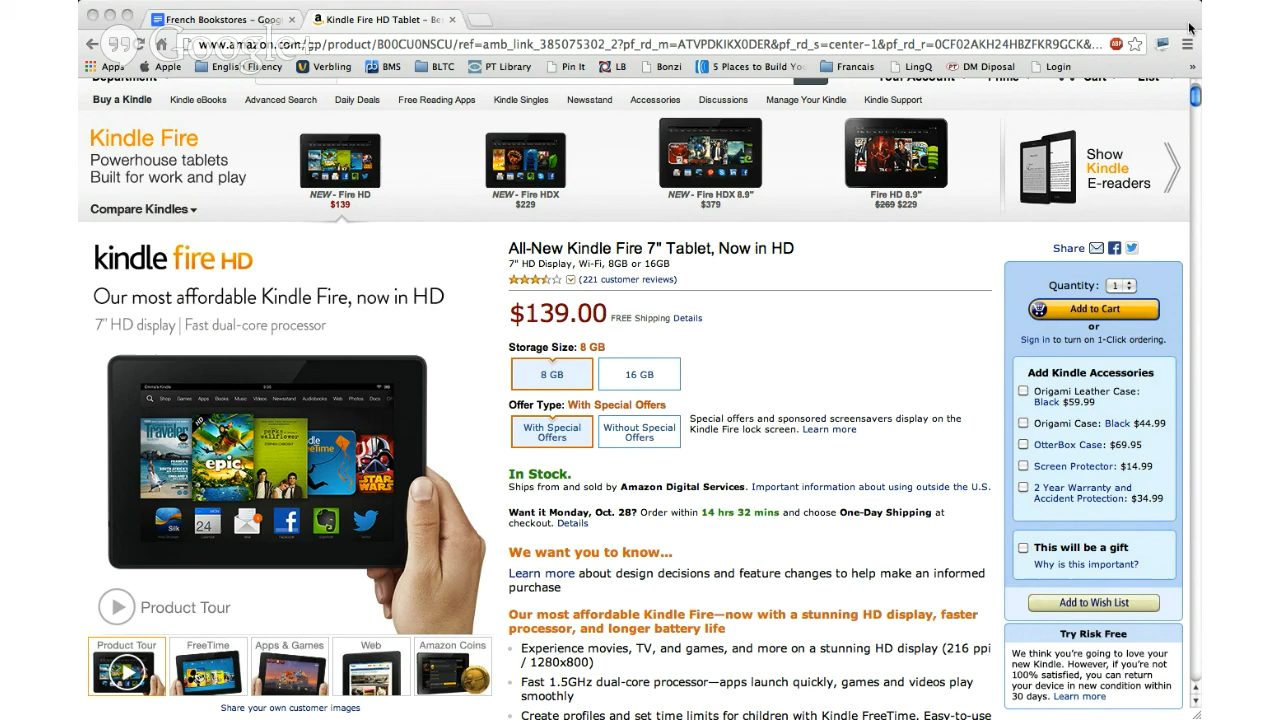 French Bookstores - Goog
Kindle Fire HD Tablet - Be
Google+
www.amazon.com/gp/product/B00CU0NSCU/ref=amb_link_385075302_2?pf_rd_m=ATVPDKIKX0DER&pf_rd_s=center-1&pf_rd_r=0CF02AKH24HBZFKR9GCK&
Apps Apple English Fluency Verbling BMS BLTC PT Library Pin It LB Bonzi 5 Places to Build Yo Francais LingQ DM Disposal Login »
Buy a Kindle Kindle eBooks Advanced Search Daily Deals Free Reading Apps Kindle Singles Newsstand Accessories Discussions Manage Your Kindle Kindle Support
Kindle Fire
Powerhouse tablets
Built for work and play
Compare Kindles
NEW - Fire HD
$139
NEW - Fire HDX
$229
NEW - Fire HDX 8.9"
$379
Fire HD 8.9"
$269 $229
Show
Kindle
E-readers
kindle fire HD
Our most affordable Kindle Fire, now in HD
7" HD display | Fast dual-core processor
Shop Games Apps Books Music Videos Newsstand Audiobooks Web Photos Docs
Traveler
epic
perks
wallflower
STAR
WARS
Silk
24
Product Tour
Product Tour FreeTime Apps & Games Web Amazon Coins
Share your own customer images
All-New Kindle Fire 7" Tablet, Now in HD
7" HD Display, Wi-Fi, 8GB or 16GB
(221 customer reviews)
$139.00 FREE Shipping Details
Storage Size: 8 GB
8 GB 16 GB
Offer Type: With Special Offers
With Special Offers
Without Special Offers
Special offers and sponsored screensavers display on the
Kindle Fire lock screen. Learn more
In Stock.
Ships from and sold by Amazon Digital Services. Important information about using outside the U.S.
Want it Monday, Oct. 28? Order within 14 hrs 32 mins and choose One-Day Shipping at
checkout. Details
We want you to know...
Learn more about design decisions and feature changes to help make an informed
purchase
Our most affordable Kindle Fire—now with a stunning HD display, faster
processor, and longer battery life
Experience movies, TV, and games, and more on a stunning HD display (216 ppi
/ 1280x800)
Fast 1.5GHz dual-core processor—apps launch quickly, games and videos play
smoothly
Create profiles and set time limits for children with Kindle FreeTime, Easy-to-use
Share
Quantity: 1
Add to Cart
or
Sign in to turn on 1-Click ordering.
Add Kindle Accessories
Origami Leather Case:
Black $59.99
Origami Case: Black $44.99
OtterBox Case: $69.95
Screen Protector: $14.99
2 Year Warranty and
Accident Protection: $34.99
This will be a gift
Why is this important?
Add to Wish List
Try Risk Free
We think you're going to love your
new Kindle. However, if you're not
100% satisfied, you can return
your device in new condition within
30 days. Learn more